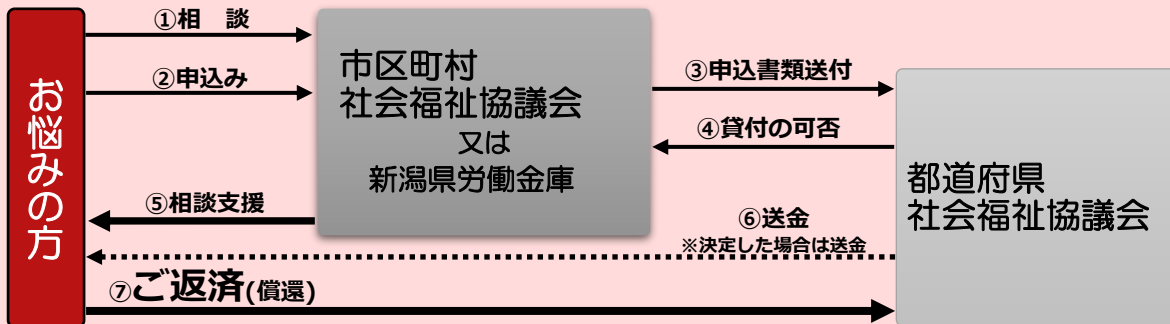 お悩みの方
①相　談
②申込み
市区町村
社会福祉協議会
又は
新潟県労働金庫
③申込書類送付
④貸付の可否
都道府県
社会福祉協議会
⑤相談支援
⑥送金
※決定した場合は送金
⑦ご返済(償還)